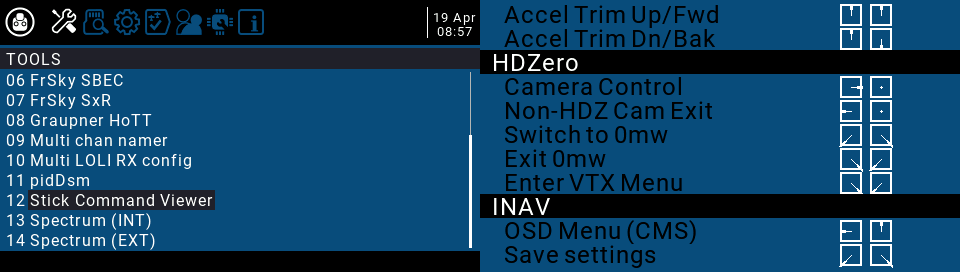 19 Apr
08:57
TOOLS
06 FrSky SBEC
07 FrSky SxR
08 Graupner HoTT
09 Multi chan namer
10 Multi LOLI RX config
11 pidDsm
12 Stick Command Viewer
13 Spectrum (INT)
14 Spectrum (EXT)
Accel Trim Up/Fwd
Accel Trim Dn/Bak
HDZero
Camera Control
Non-HDZ Cam Exit
Switch to 0mw
Exit 0mw
Enter VTX Menu
INAV
OSD Menu (CMS)
Save settings